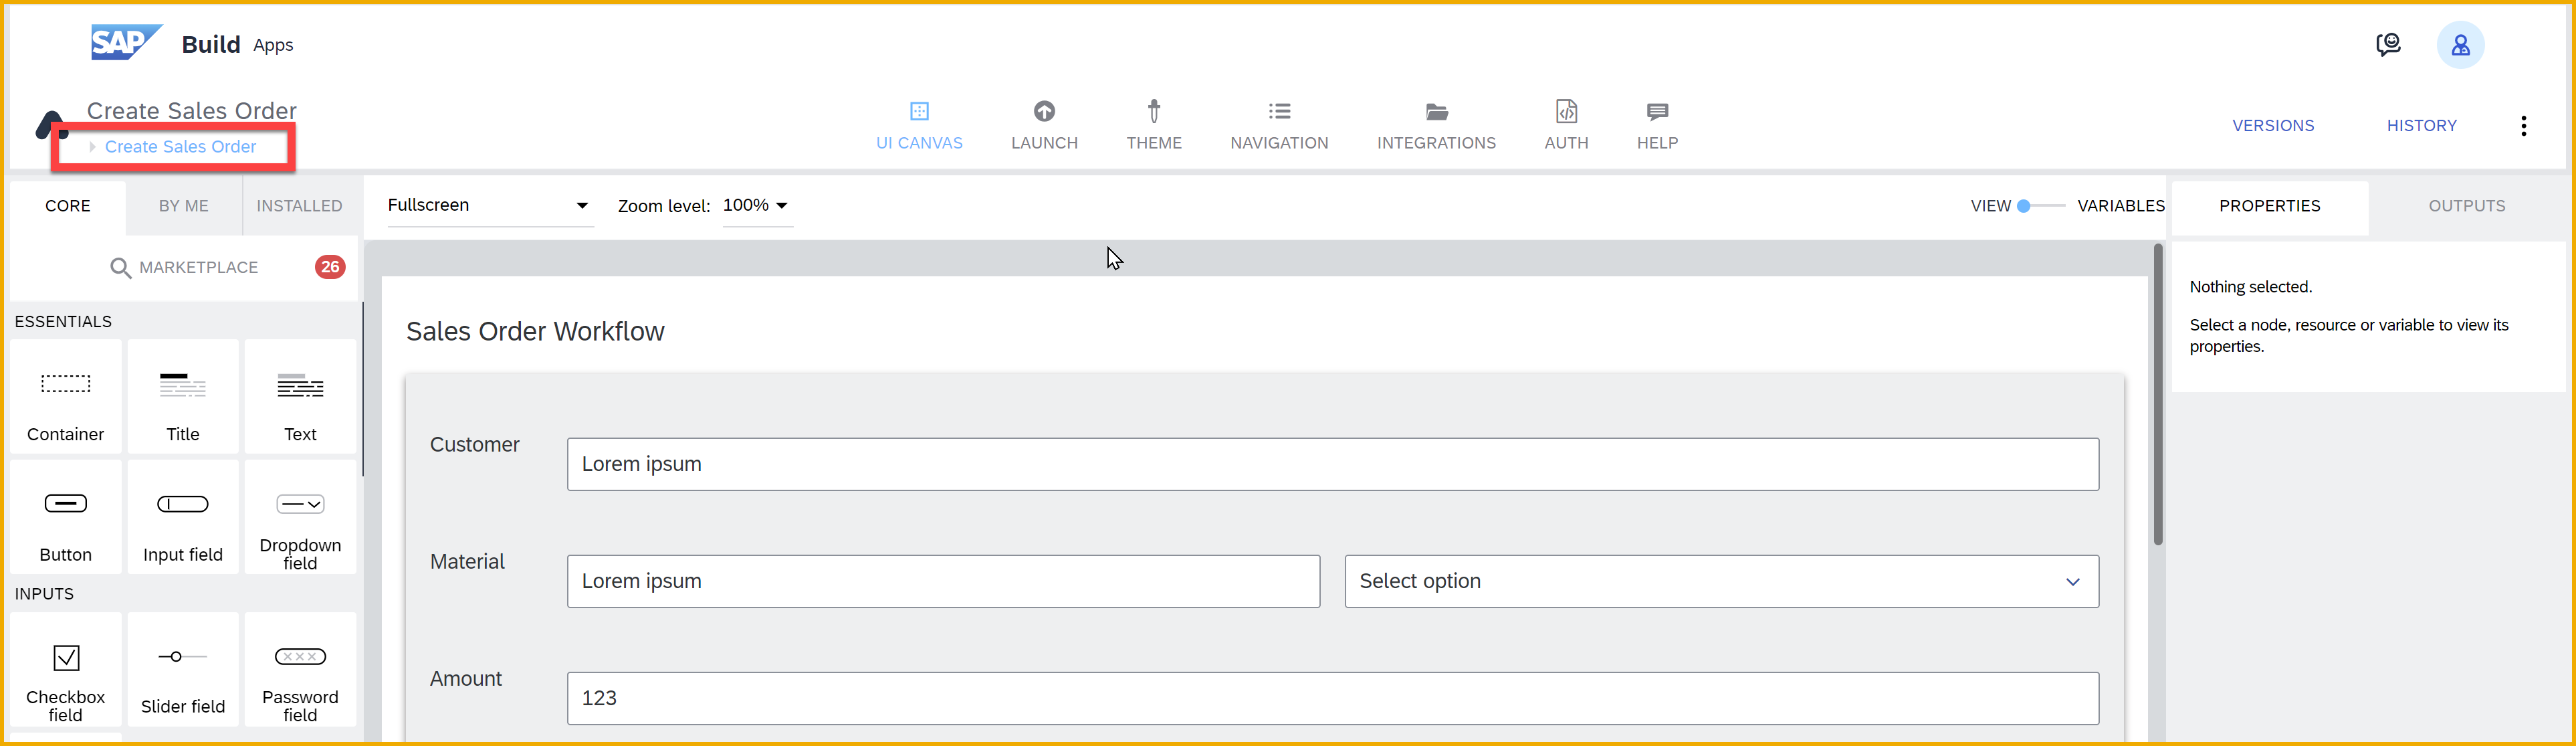 SAP Build Apps
Create Sales Order
Create Sales Order
UI CANVAS
LAUNCH
THEME
NAVIGATION
INTEGRATIONS
AUTH
HELP
VERSIONS
HISTORY
CORE
BY ME
INSTALLED
Fullscreen
Zoom level: 100%
VIEW
VARIABLES
PROPERTIES
OUTPUTS
MARKETPLACE
26
ESSENTIALS
Container
Title
Text
Button
Input field
Dropdown
field
INPUTS
Checkbox
field
Slider field
Password
field
Sales Order Workflow
Customer
Lorem ipsum
Material
Lorem ipsum
Select option
Amount
123
Nothing selected.
Select a node, resource or variable to view its
properties.